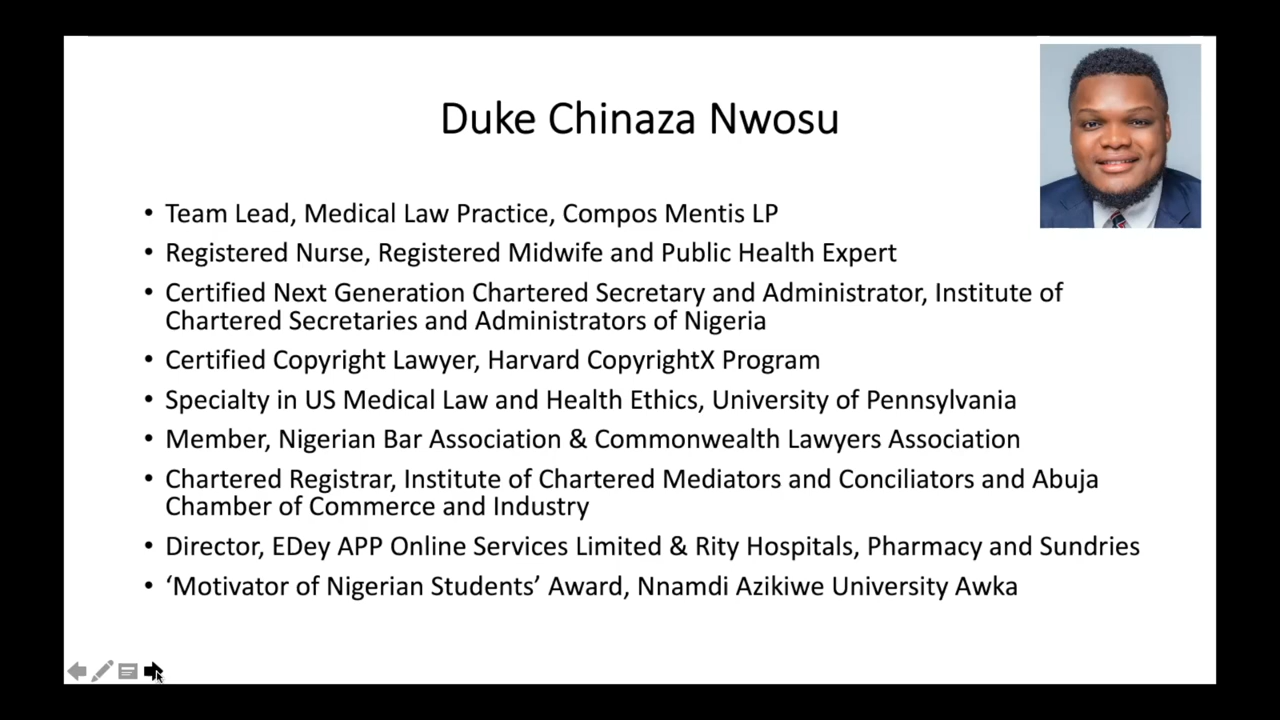 Duke Chinaza Nwosu
• Team Lead, Medical Law Practice, Compos Mentis LP
• Registered Nurse, Registered Midwife and Public Health Expert
• Certified Next Generation Chartered Secretary and Administrator, Institute of
Chartered Secretaries and Administrators of Nigeria
• Certified Copyright Lawyer, Harvard CopyrightX Program
• Specialty in US Medical Law and Health Ethics, University of Pennsylvania
• Member, Nigerian Bar Association & Commonwealth Lawyers Association
• Chartered Registrar, Institute of Chartered Mediators and Conciliators and Abuja
Chamber of Commerce and Industry
• Director, EDey APP Online Services Limited & Rity Hospitals, Pharmacy and Sundries
• ‘Motivator of Nigerian Students’ Award, Nnamdi Azikiwe University Awka